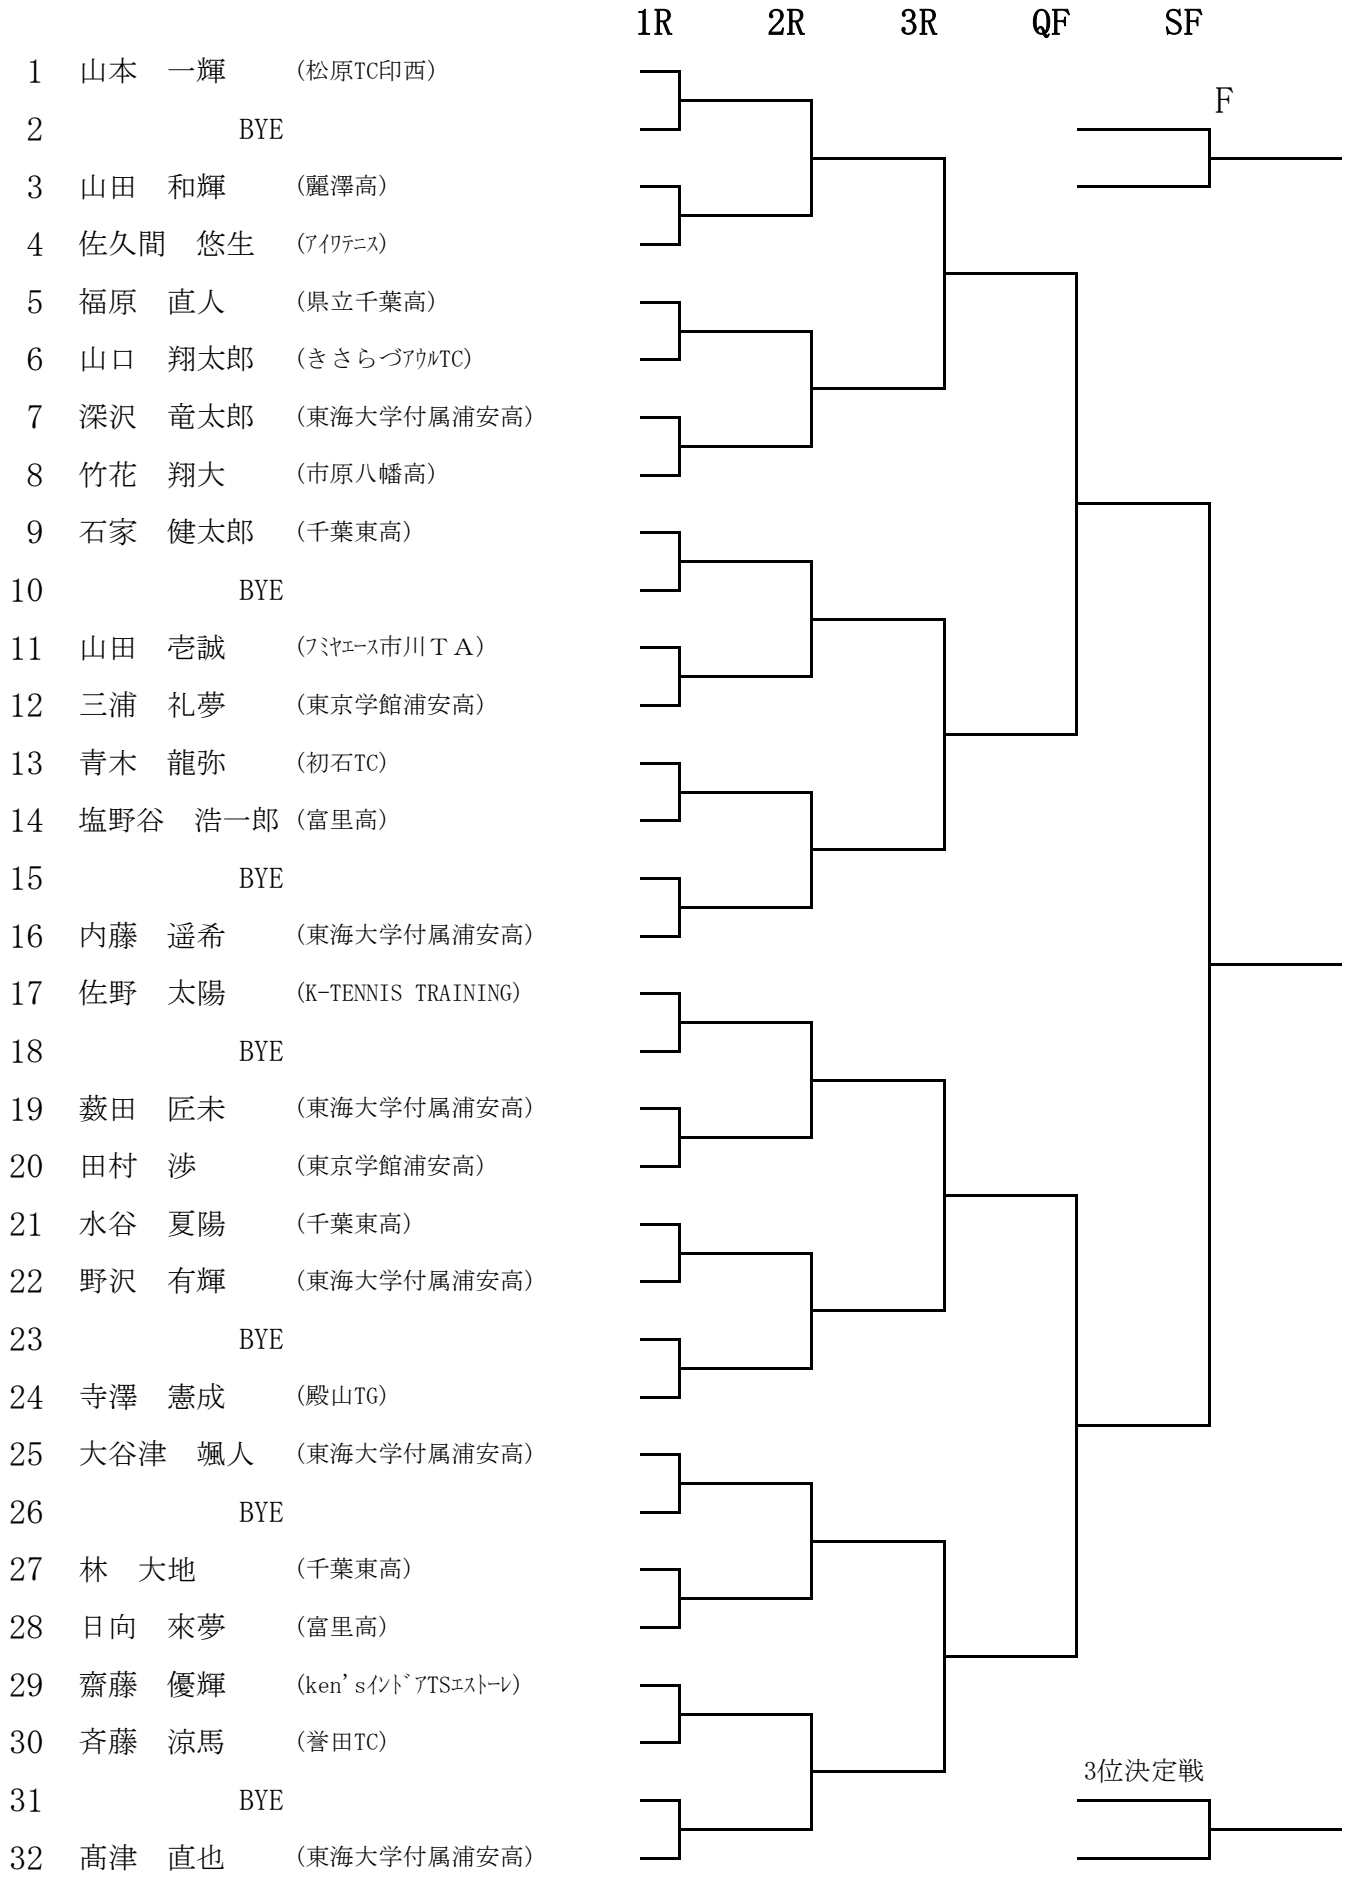 1R 2R 3R QF SF
1 山本　一輝 (松原TC印西)
F
2 BYE
3 山田　和輝 (麗澤高)
4 佐久間　悠生 (ｱｲﾜﾃﾆｽ)
5 福原　直人 (県立千葉高)
6 山口　翔太郎 (きさらづｱｳﾙTC)
7 深沢　竜太郎 (東海大学付属浦安高)
8 竹花　翔大 (市原八幡高)
9 石家　健太郎 (千葉東高)
10 BYE
11 山田　壱誠 (ﾌﾐﾔｴｰｽ市川ＴＡ)
12 三浦　礼夢 (東京学館浦安高)
13 青木　龍弥 (初石TC)
14 塩野谷　浩一郎 (富里高)
15 BYE
16 内藤　遥希 (東海大学付属浦安高)
17 佐野　太陽 (K-TENNIS TRAINING)
18 BYE
19 薮田　匠未 (東海大学付属浦安高)
20 田村　渉 (東京学館浦安高)
21 水谷　夏陽 (千葉東高)
22 野沢　有輝 (東海大学付属浦安高)
23 BYE
24 寺澤　憲成 (殿山TG)
25 大谷津　颯人 (東海大学付属浦安高)
26 BYE
27 林　大地 (千葉東高)
28 日向　來夢 (富里高)
29 齋藤　優輝 (ken'sｲﾝﾄﾞｱTSｴｽﾄｰﾚ)
30 斉藤　涼馬 (誉田TC)
3位決定戦
31 BYE
32 髙津　直也 (東海大学付属浦安高)